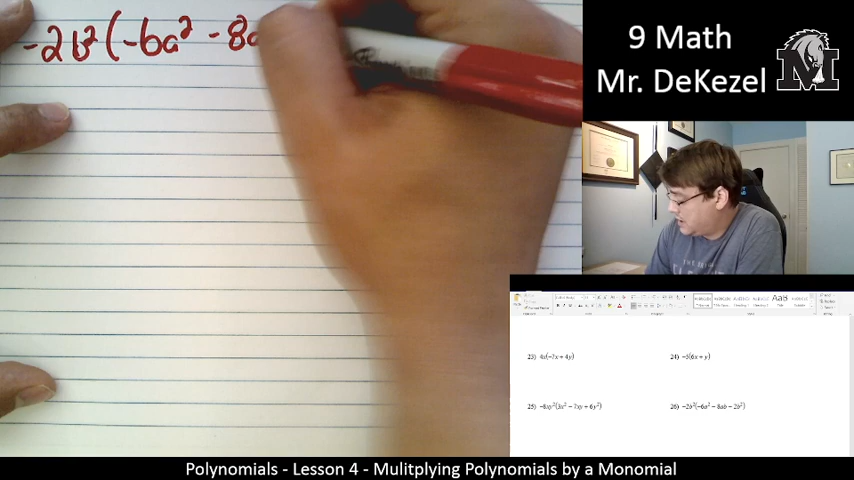 -2b² (-6a² - 8a
9 Math
Mr. DeKezel
M
23) 4x(-7x + 4y)
24) -5(6x + y)
25) -8xy²(3x² - 7xy + 6y²)
26) -2b²(-6a² - 8ab - 2b²)
Polynomials - Lesson 4 - Mulitplying Polynomials by a Monomial